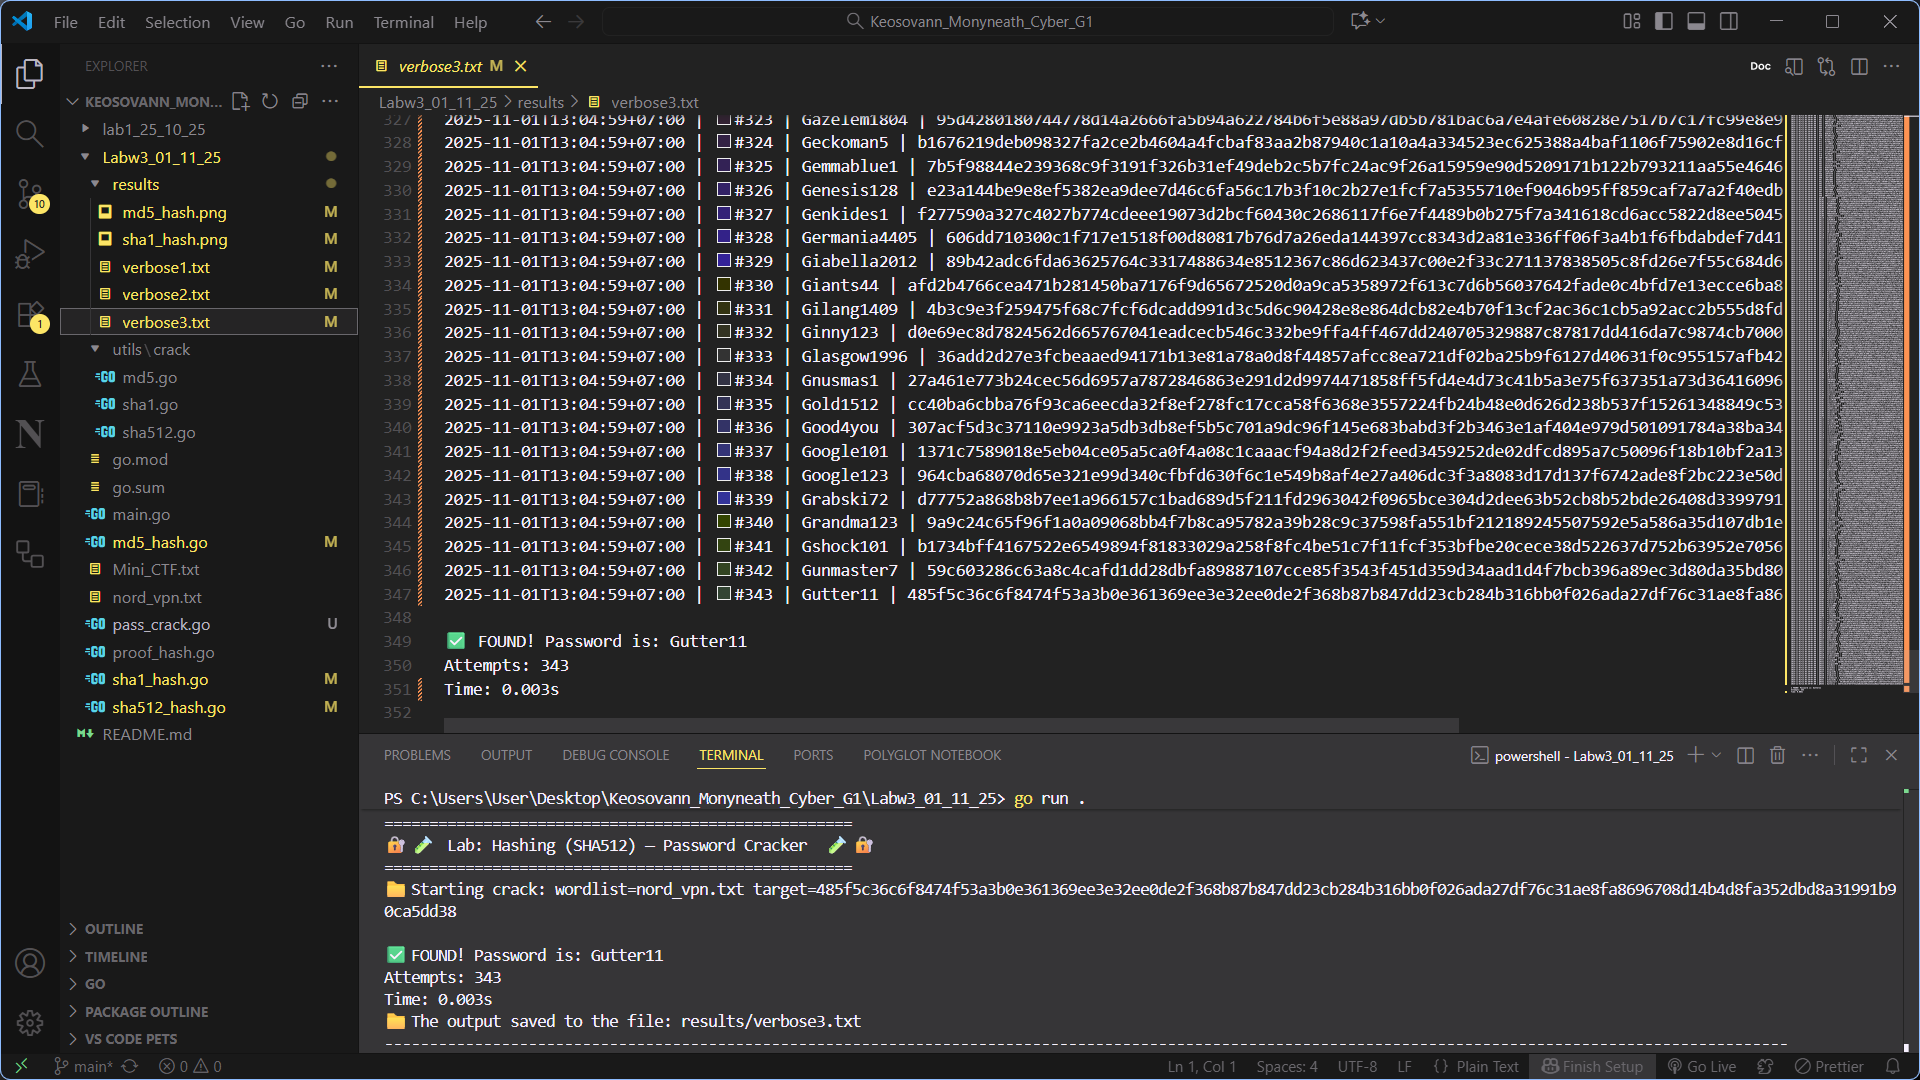 File Edit Selection View Go Run Terminal Help
Keosovann_Monyneath_Cyber_G1
EXPLORER
KEOSOVANN_MON...
lab1_25_10_25
Labw3_01_11_25
results
md5_hash.png M
sha1_hash.png M
verbose1.txt M
verbose2.txt M
verbose3.txt M
utils\crack
md5.go
sha1.go
sha512.go
go.mod
go.sum
main.go
md5_hash.go M
Mini_CTF.txt
nord_vpn.txt
pass_crack.go U
proof_hash.go
sha1_hash.go M
sha512_hash.go M
README.md
OUTLINE
TIMELINE
GO
PACKAGE OUTLINE
VS CODE PETS
10
1
verbose3.txt M
Doc
Labw3_01_11_25 > results > verbose3.txt
327 2025-11-01T13:04:59+07:00 | #323 | Gazelem1804 |
328 2025-11-01T13:04:59+07:00 | #324 | Geckoman5 | b1676219deb098327fa2ce2b4604a4fcbaf83aa2b87940c1a10a4a334523ec625388a4baf1106f75902e8d16cf
329 2025-11-01T13:04:59+07:00 | #325 | Gemmablue1 | 7b5f98844e239368c9f3191f326b31ef49deb2c5b7fc24ac9f26a15959e90d5209171b122b793211aa55e4646
330 2025-11-01T13:04:59+07:00 | #326 | Genesis128 | e23a144be9e8ef5382ea9dee7d46c6fa56c17b3f10c2b27e1fcf7a5355710ef9046b95ff859caf7a7a2f40edb
331 2025-11-01T13:04:59+07:00 | #327 | Genkides1 | f277590a327c4027b774cdeee19073d2bcf60430c2686117f6e7f4489b0b275f7a341618cd6acc5822d8ee5045
332 2025-11-01T13:04:59+07:00 | #328 | Germania4405 | 606dd710300c1f717e1518f00d80817b76d7a26eda144397cc8343d2a81e336ff06f3a4b1f6fbdabdef7d41
333 2025-11-01T13:04:59+07:00 | #329 | Giabella2012 | 89b42adc6fda63625764c3317488634e8512367c86d623437c00e2f33c271137838505c8fd26e7f55c684d6
334 2025-11-01T13:04:59+07:00 | #330 | Giants44 | afd2b4766cea471b281450ba7176f9d65672520d0a9ca5358972f613c7d6b56037642fade0c4bfd7e13ecce6ba8
335 2025-11-01T13:04:59+07:00 | #331 | Gilang1409 | 4b3c9e3f259475f68c7fcf6dcadd991d3c5d6c90428e8e864dcb82e4b70f13cf2ac36c1cb5a92acc2b555d8fd
336 2025-11-01T13:04:59+07:00 | #332 | Ginny123 | d0e69ec8d7824562d665767041eadcecb546c332be9ffa4ff467dd240705329887c87817dd416da7c9874cb7000
337 2025-11-01T13:04:59+07:00 | #333 | Glasgow1996 | 36add2d27e3fcbeaaed94171b13e81a78a0d8f44857afcc8ea721df02ba25b9f6127d40631f0c955157afb42
338 2025-11-01T13:04:59+07:00 | #334 | Gnusmas1 | 27a461e773b24cec56d6957a7872846863e291d2d9974471858ff5fd4e4d73c41b5a3e75f637351a73d36416096
339 2025-11-01T13:04:59+07:00 | #335 | Gold1512 | cc40ba6cbba76f93ca6eecda32f8ef278fc17cca58f6368e3557224fb24b48e0d626d238b537f15261348849c53
340 2025-11-01T13:04:59+07:00 | #336 | Good4you | 307acf5d3c37110e9923a5db3db8ef5b5c701a9dc96f145e683babd3f2b3463e1af404e979d501091784a38ba34
341 2025-11-01T13:04:59+07:00 | #337 | Google101 | 1371c7589018e5eb04ce05a5ca0f4a08c1caaacf94a8d2f2feed3459252de02dfcd895a7c50096f18b10bf2a13
342 2025-11-01T13:04:59+07:00 | #338 | Google123 | 964cba68070d65e321e99d340cfbfd630f6c1e549b8af4e27a406dc3f3a8083d17d137f6742ade8f2bc223e50d
343 2025-11-01T13:04:59+07:00 | #339 | Grabski72 | d77752a868b8b7ee1a966157c1bad689d5f211fd2963042f0965bce304d2dee63b52cb8b52bde26408d3399791
344 2025-11-01T13:04:59+07:00 | #340 | Grandma123 | 9a9c24c65f96f1a0a09068bb4f7b8ca95782a39b28c9c37598fa551bf212189245507592e5a586a35d107db1e
345 2025-11-01T13:04:59+07:00 | #341 | Gshock101 | b1734bff4167522e6549894f81833029a258f8fc4be51c7f11fcf353bfbe20cece38d522637d752b63952e7056
346 2025-11-01T13:04:59+07:00 | #342 | Gunmaster7 | 59c603286c63a8c4cafd1dd28dbfa89887107cce85f3543f451d359d34aad1d4f7bcb396a89ec3d80da35bd80
347 2025-11-01T13:04:59+07:00 | #343 | Gutter11 | 485f5c36c6f8474f53a3b0e361369ee3e32ee0de2f368b87b847dd23cb284b316bb0f026ada27df76c31ae8fa86
348
349 ✅ FOUND! Password is: Gutter11
350 Attempts: 343
351 Time: 0.003s
352
PROBLEMS OUTPUT DEBUG CONSOLE TERMINAL PORTS POLYGLOT NOTEBOOK
powershell - Labw3_01_11_25
PS C:\Users\User\Desktop\Keosovann_Monyneath_Cyber_G1\Labw3_01_11_25> go run .
====================================================
🔐 🧪 Lab: Hashing (SHA512) — Password Cracker 🧪 🔐
====================================================
📁 Starting crack: wordlist=nord_vpn.txt target=485f5c36c6f8474f53a3b0e361369ee3e32ee0de2f368b87b847dd23cb284b316bb0f026ada27df76c31ae8fa8696708d14b4d8fa352dbd8a31991b9
0ca5dd38
✅ FOUND! Password is: Gutter11
Attempts: 343
Time: 0.003s
📁 The output saved to the file: results/verbose3.txt
main* 0 0
Ln 1, Col 1 Spaces: 4 UTF-8 LF {} Plain Text Finish Setup Go Live Prettier